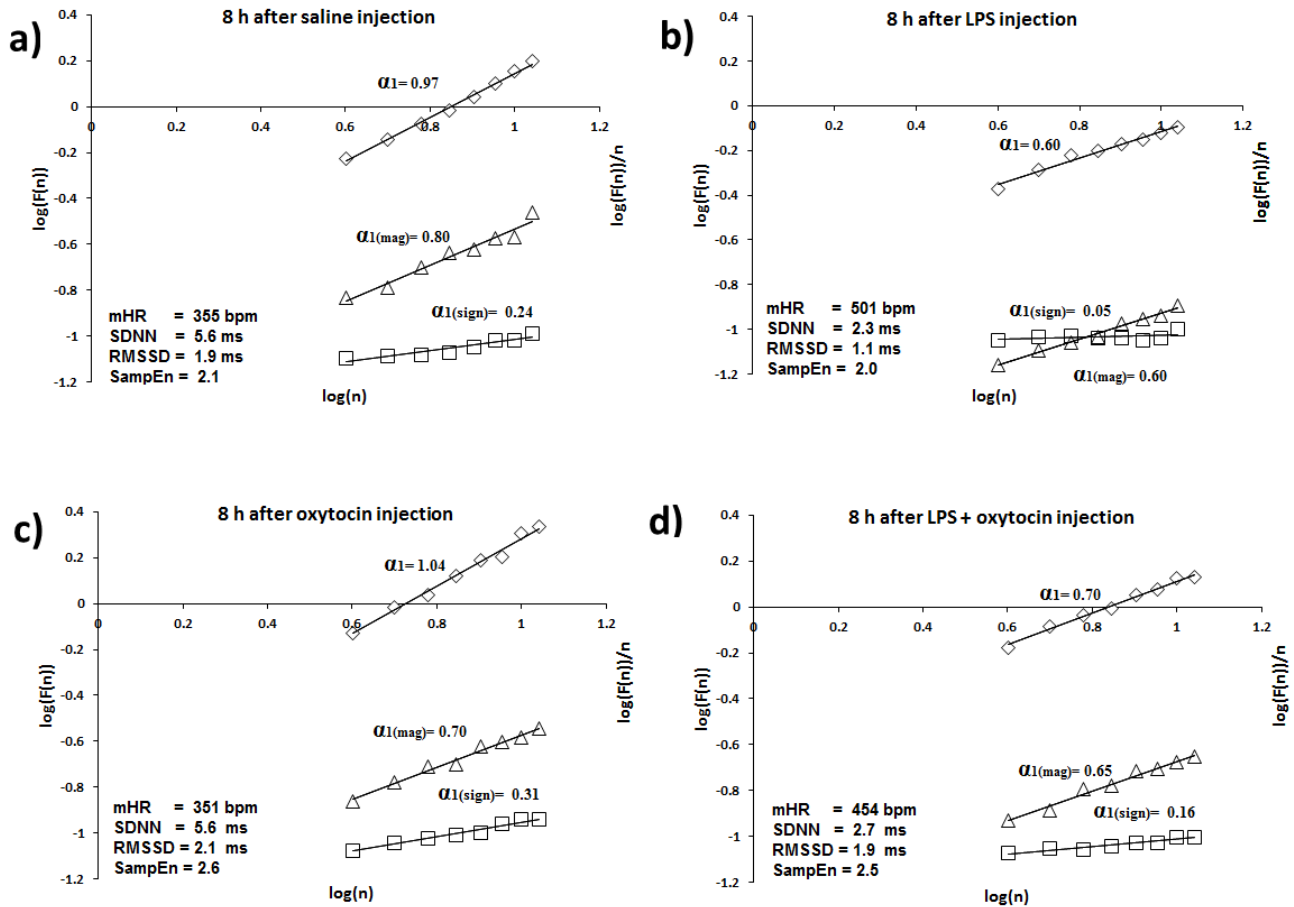 a)
8 h after saline injection
0.4
0.2
0
-0.2
-0.4
-0.6
-0.8
-1
-1.2
0
0.2
0.4
0.6
0.8
1
1.2
log(F(n))
log(F(n))/n
log(n)
α1= 0.97
α1(mag)= 0.80
α1(sign)= 0.24
mHR = 355 bpm
SDNN = 5.6 ms
RMSSD = 1.9 ms
SampEn = 2.1
b)
8 h after LPS injection
0.4
0.2
0
-0.2
-0.4
-0.6
-0.8
-1
-1.2
0
0.2
0.4
0.6
0.8
1
1.2
log(F(n))
log(F(n))/n
log(n)
α1= 0.60
α1(sign)= 0.05
α1(mag)= 0.60
mHR = 501 bpm
SDNN = 2.3 ms
RMSSD = 1.1 ms
SampEn = 2.0
c)
8 h after oxytocin injection
0.4
0.2
0
-0.2
-0.4
-0.6
-0.8
-1
-1.2
0
0.2
0.4
0.6
0.8
1
1.2
log(F(n))
log(F(n))/n
log(n)
α1= 1.04
α1(mag)= 0.70
α1(sign)= 0.31
mHR = 351 bpm
SDNN = 5.6 ms
RMSSD = 2.1 ms
SampEn = 2.6
d)
8 h after LPS + oxytocin injection
0.4
0.2
0
-0.2
-0.4
-0.6
-0.8
-1
-1.2
0
0.2
0.4
0.6
0.8
1
1.2
log(F(n))
log(F(n))/n
log(n)
α1= 0.70
α1(mag)= 0.65
α1(sign)= 0.16
mHR = 454 bpm
SDNN = 2.7 ms
RMSSD = 1.9 ms
SampEn = 2.5